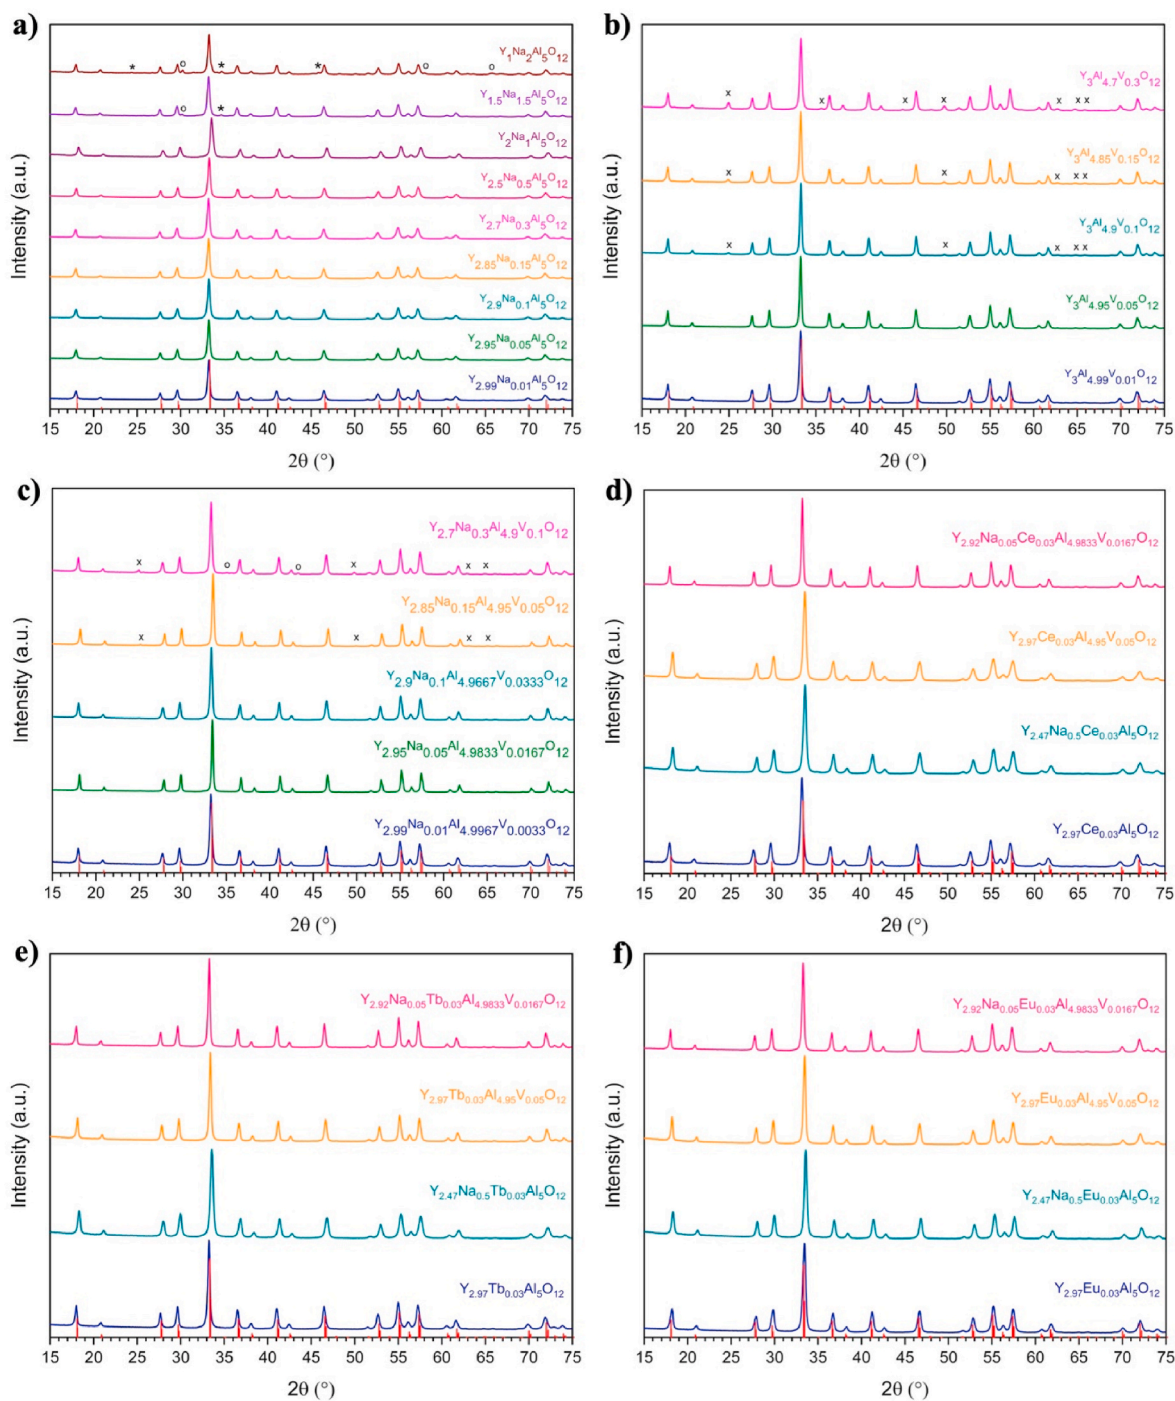 a)
* o * * o o
Y1Na2Al5O12
o *
Y1.5Na1.5Al5O12
Y2Na1Al5O12
Y2.5Na0.5Al5O12
Y2.7Na0.3Al5O12
Y2.85Na0.15Al5O12
Y2.9Na0.1Al5O12
Y2.95Na0.05Al5O12
Y2.99Na0.01Al5O12
Intensity (a.u.)
15 20 25 30 35 40 45 50 55 60 65 70 75
2θ (°)
b)
Y3Al4.7V0.3O12
x x x x x x x
Y3Al4.85V0.15O12
x x x x x
Y3Al4.9V0.1O12
x x x x x
Y3Al4.95V0.05O12
Y3Al4.99V0.01O12
Intensity (a.u.)
15 20 25 30 35 40 45 50 55 60 65 70 75
2θ (°)
c)
Y2.7Na0.3Al4.9V0.1O12
x o o x x x
Y2.85Na0.15Al4.95V0.05O12
x x x x
Y2.9Na0.1Al4.9667V0.0333O12
Y2.95Na0.05Al4.9833V0.0167O12
Y2.99Na0.01Al4.9967V0.0033O12
Intensity (a.u.)
15 20 25 30 35 40 45 50 55 60 65 70 75
2θ (°)
d)
Y2.92Na0.05Ce0.03Al4.9833V0.0167O12
Y2.97Ce0.03Al4.95V0.05O12
Y2.47Na0.5Ce0.03Al5O12
Y2.97Ce0.03Al5O12
Intensity (a.u.)
15 20 25 30 35 40 45 50 55 60 65 70 75
2θ (°)
e)
Y2.92Na0.05Tb0.03Al4.9833V0.0167O12
Y2.97Tb0.03Al4.95V0.05O12
Y2.47Na0.5Tb0.03Al5O12
Y2.97Tb0.03Al5O12
Intensity (a.u.)
15 20 25 30 35 40 45 50 55 60 65 70 75
2θ (°)
f)
Y2.92Na0.05Eu0.03Al4.9833V0.0167O12
Y2.97Eu0.03Al4.95V0.05O12
Y2.47Na0.5Eu0.03Al5O12
Y2.97Eu0.03Al5O12
Intensity (a.u.)
15 20 25 30 35 40 45 50 55 60 65 70 75
2θ (°)